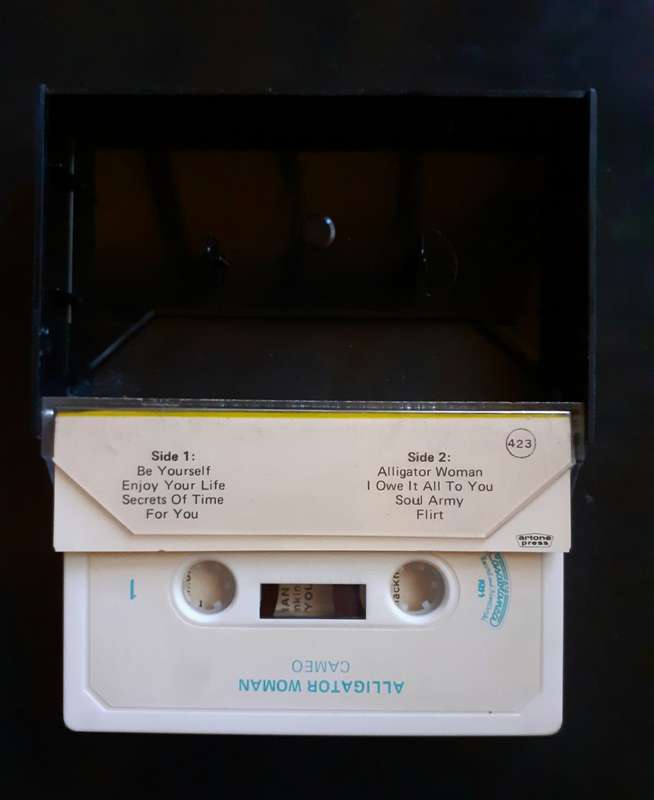 423
Side 1:
Be Yourself
Enjoy Your Life
Secrets Of Time
For You
Side 2:
Alligator Woman
I Owe It All To You
Soul Army
Flirt
artone
press
1
Casablanca
ALLIGATOR WOMAN
CAMEO